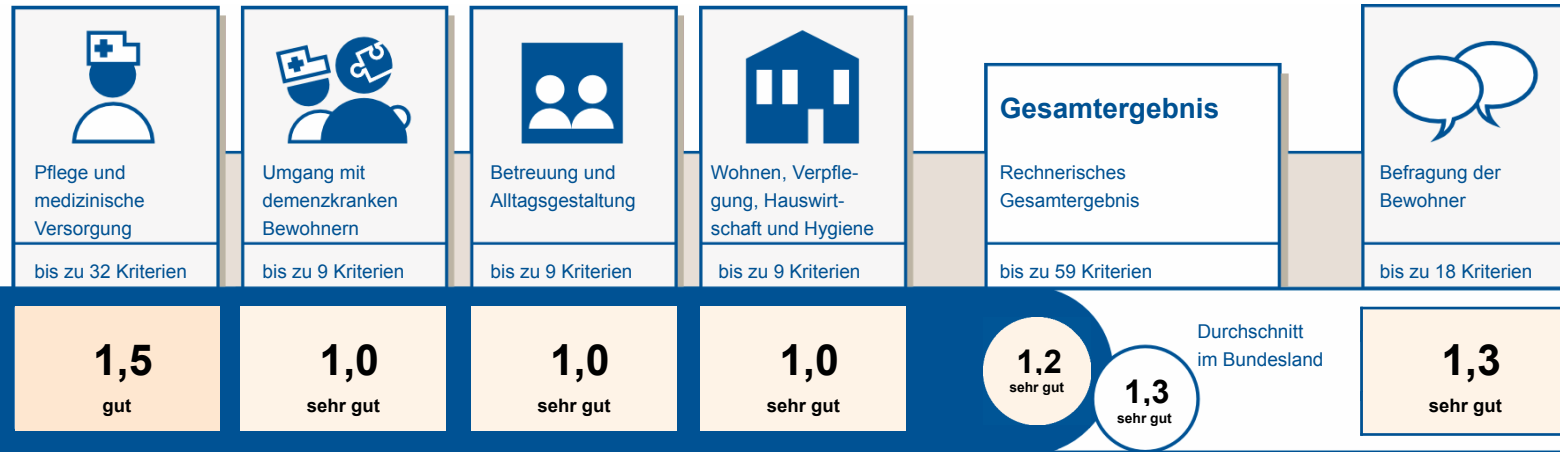 Pflege und
medizinische
Versorgung
bis zu 32 Kriterien
1,5
gut
Umgang mit
demenzkranken
Bewohnern
bis zu 9 Kriterien
1,0
sehr gut
Betreuung und
Alltagsgestaltung
bis zu 9 Kriterien
1,0
sehr gut
Wohnen, Verpfle-
gung, Hauswirt-
schaft und Hygiene
bis zu 9 Kriterien
1,0
sehr gut
Gesamtergebnis
Rechnerisches
Gesamtergebnis
bis zu 59 Kriterien
1,2
sehr gut
Durchschnitt
im Bundesland
1,3
sehr gut
Befragung der
Bewohner
bis zu 18 Kriterien
1,3
sehr gut